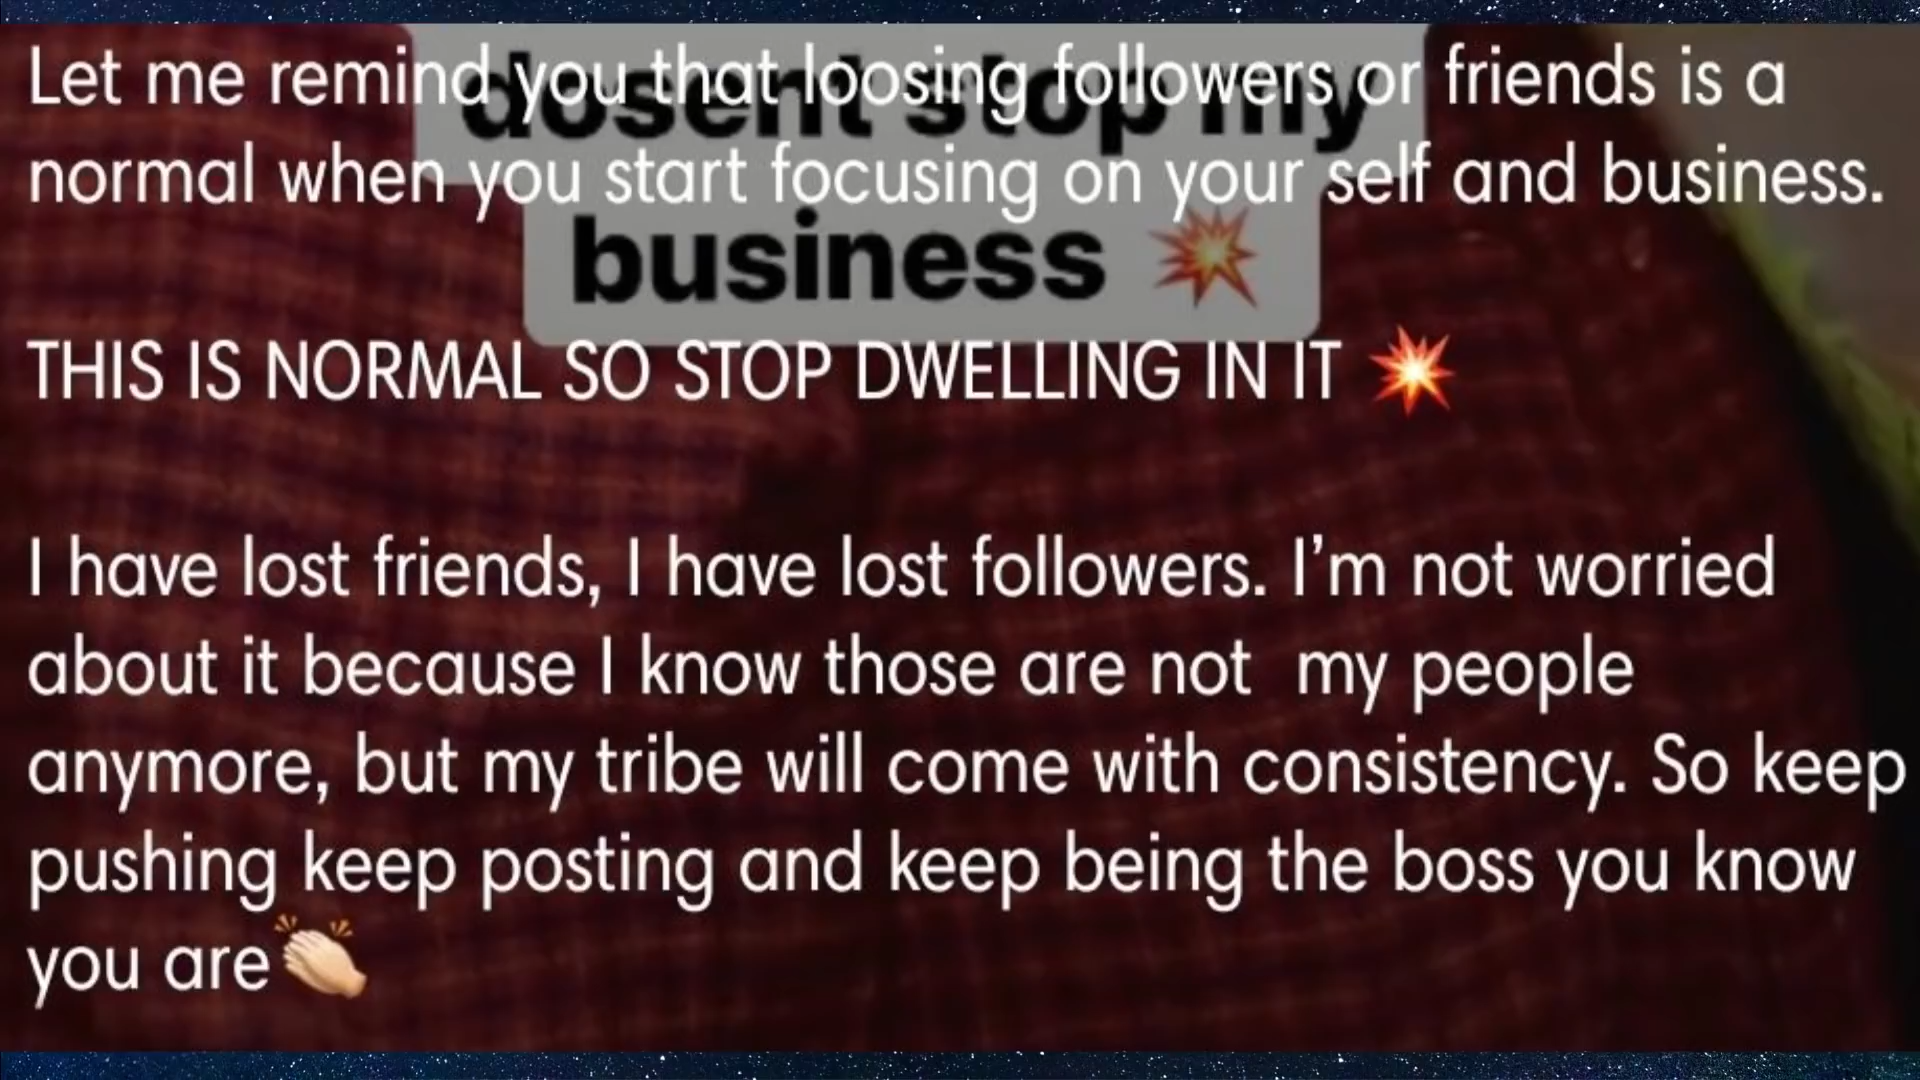 Let me remind you that loosing followers or friends is a
normal when you start focusing on your self and business.
dosent stop my
business 💥
THIS IS NORMAL SO STOP DWELLING IN IT 💥
I have lost friends, I have lost followers. I’m not worried
about it because I know those are not  my people
anymore, but my tribe will come with consistency. So keep
pushing keep posting and keep being the boss you know
you are👏🏻